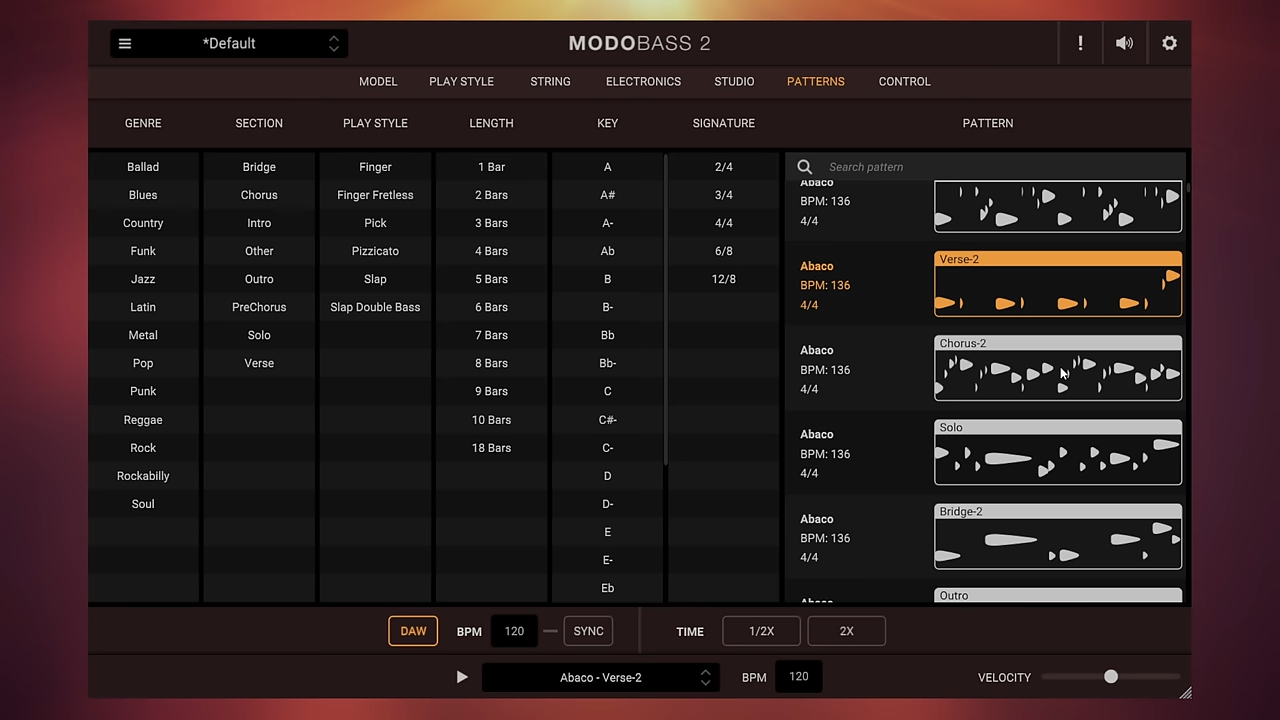 *Default
MODOBASS 2
!
MODEL PLAY STYLE STRING ELECTRONICS STUDIO PATTERNS CONTROL
GENRE SECTION PLAY STYLE LENGTH KEY SIGNATURE PATTERN
Ballad Bridge Finger 1 Bar A 2/4
Blues Chorus Finger Fretless 2 Bars A# 3/4
Country Intro Pick 3 Bars A- 4/4
Funk Other Pizzicato 4 Bars Ab 6/8
Jazz Outro Slap 5 Bars B 12/8
Latin PreChorus Slap Double Bass 6 Bars B-
Metal Solo 7 Bars Bb
Pop Verse 8 Bars Bb-
Punk 9 Bars C
Reggae 10 Bars C#-
Rock 18 Bars C-
Rockabilly D
Soul D-
E
E-
Eb
Search pattern
Abaco
BPM: 136
4/4
Verse-2
Abaco
BPM: 136
4/4
Chorus-2
Abaco
BPM: 136
4/4
Solo
Abaco
BPM: 136
4/4
Bridge-2
Abaco
BPM: 136
4/4
Outro
Abaco
DAW BPM 120 SYNC TIME 1/2X 2X
Abaco - Verse-2 BPM 120 VELOCITY